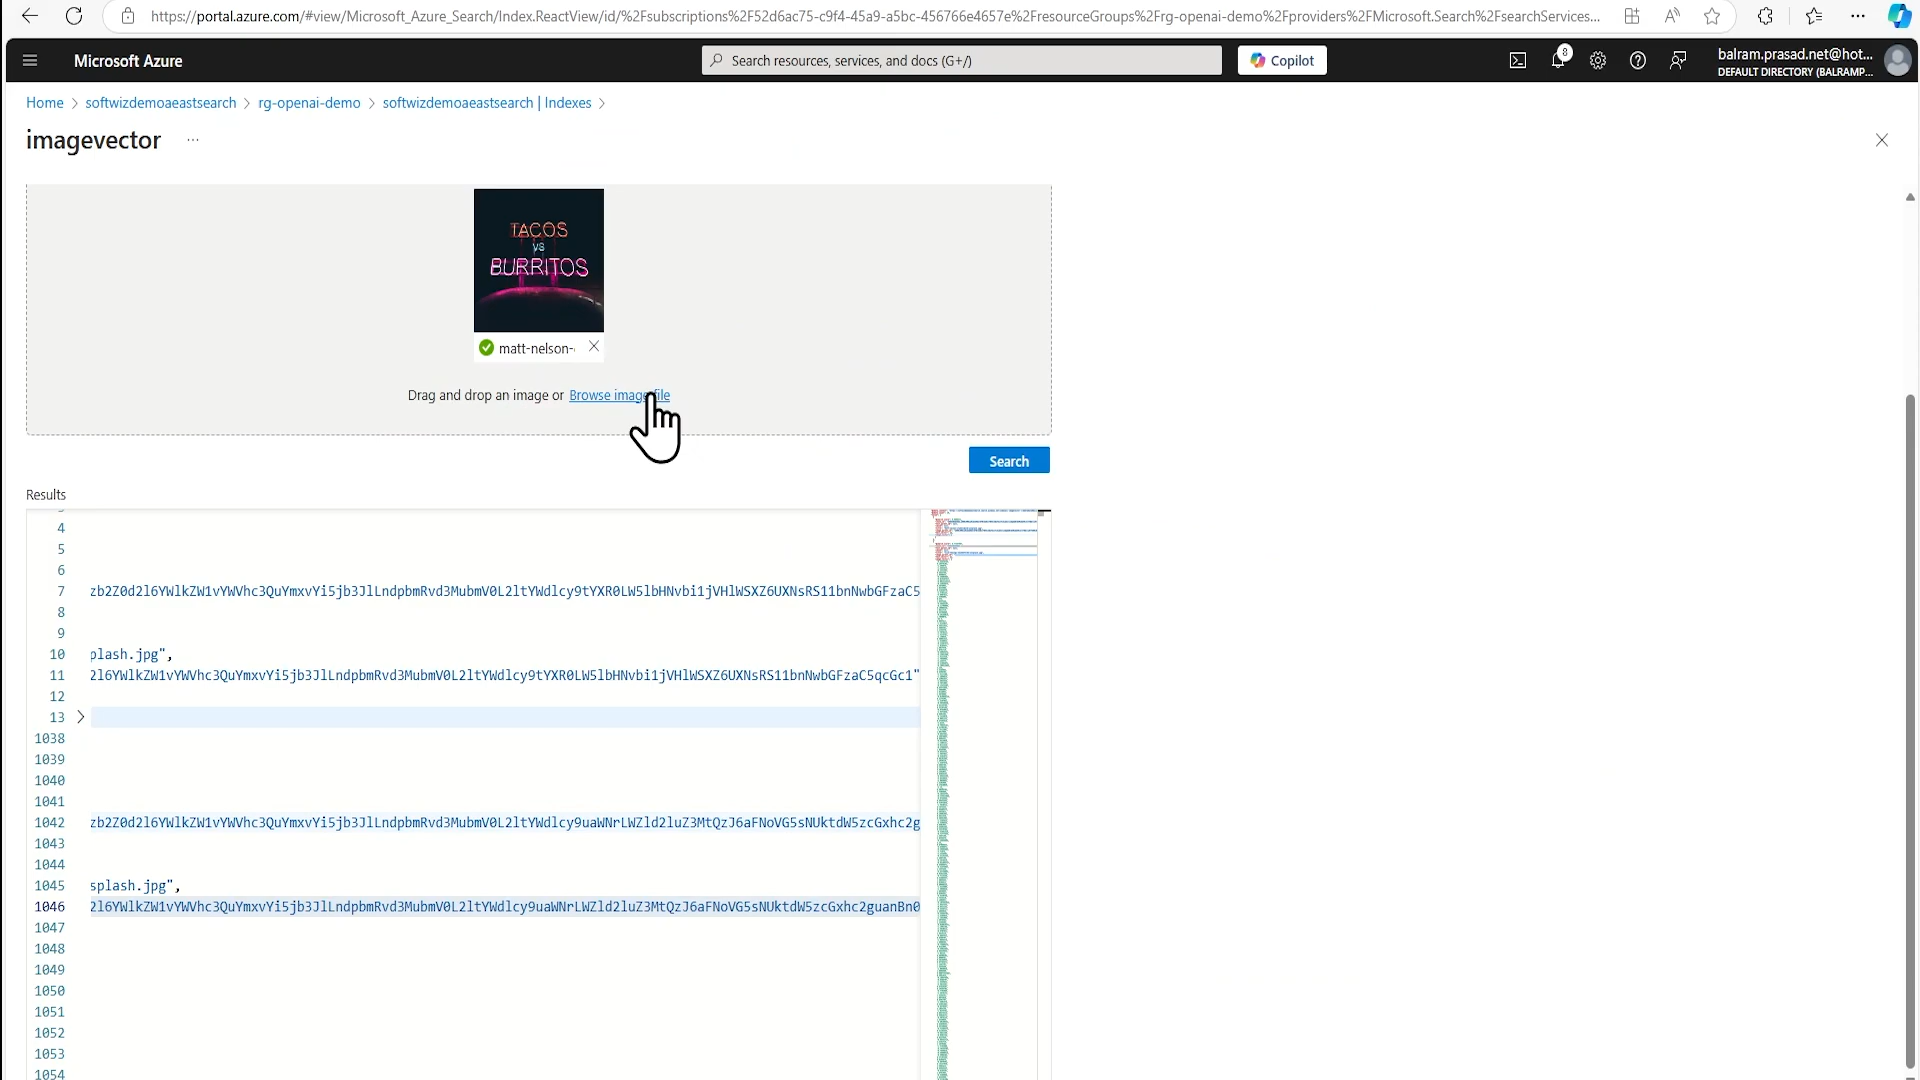 https://portal.azure.com/#view/Microsoft_Azure_Search/Index.ReactView/id/%2Fsubscriptions%2F52d6ac75-c9f4-45a9-a5bc-456766e4657e%2FresourceGroups%2Frg-openai-demo%2Fproviders%2FMicrosoft.Search%2FsearchServices...
Microsoft Azure
Search resources, services, and docs (G+/)
Copilot
8
balram.prasad.net@hot...
DEFAULT DIRECTORY (BALRAMP...
Home > softwizdemoaeastsearch > rg-openai-demo > softwizdemoaeastsearch | Indexes >
imagevector ...
TACOS
VS
BURRITOS
matt-nelson-
Drag and drop an image or Browse image file
Search
Results
4
5
6
7 zb2Z0d2l6YWlkZW1vYWVhc3QuYmxvYi5jb3JlLndpbmRvd3MubmV0L2ltYWdlcy9tYXR0LW5lbHNvbi1jVHlWSXZ6UXNsRS11bnNwbGFzaC5
8
9
10 plash.jpg",
11 2l6YWlkZW1vYWVhc3QuYmxvYi5jb3JlLndpbmRvd3MubmV0L2ltYWdlcy9tYXR0LW5lbHNvbi1jVHlWSXZ6UXNsRS11bnNwbGFzaC5qcGc1"
12
13
1038
1039
1040
1041
1042 zb2Z0d2l6YWlkZW1vYWVhc3QuYmxvYi5jb3JlLndpbmRvd3MubmV0L2ltYWdlcy9uaWNrLWZld2luZ3MtQzJ6aFNoVG5sNUktdW5zcGxhc2g
1043
1044
1045 splash.jpg",
1046 2l6YWlkZW1vYWVhc3QuYmxvYi5jb3JlLndpbmRvd3MubmV0L2ltYWdlcy9uaWNrLWZld2luZ3MtQzJ6aFNoVG5sNUktdW5zcGxhc2guanBn0
1047
1048
1049
1050
1051
1052
1053
1054